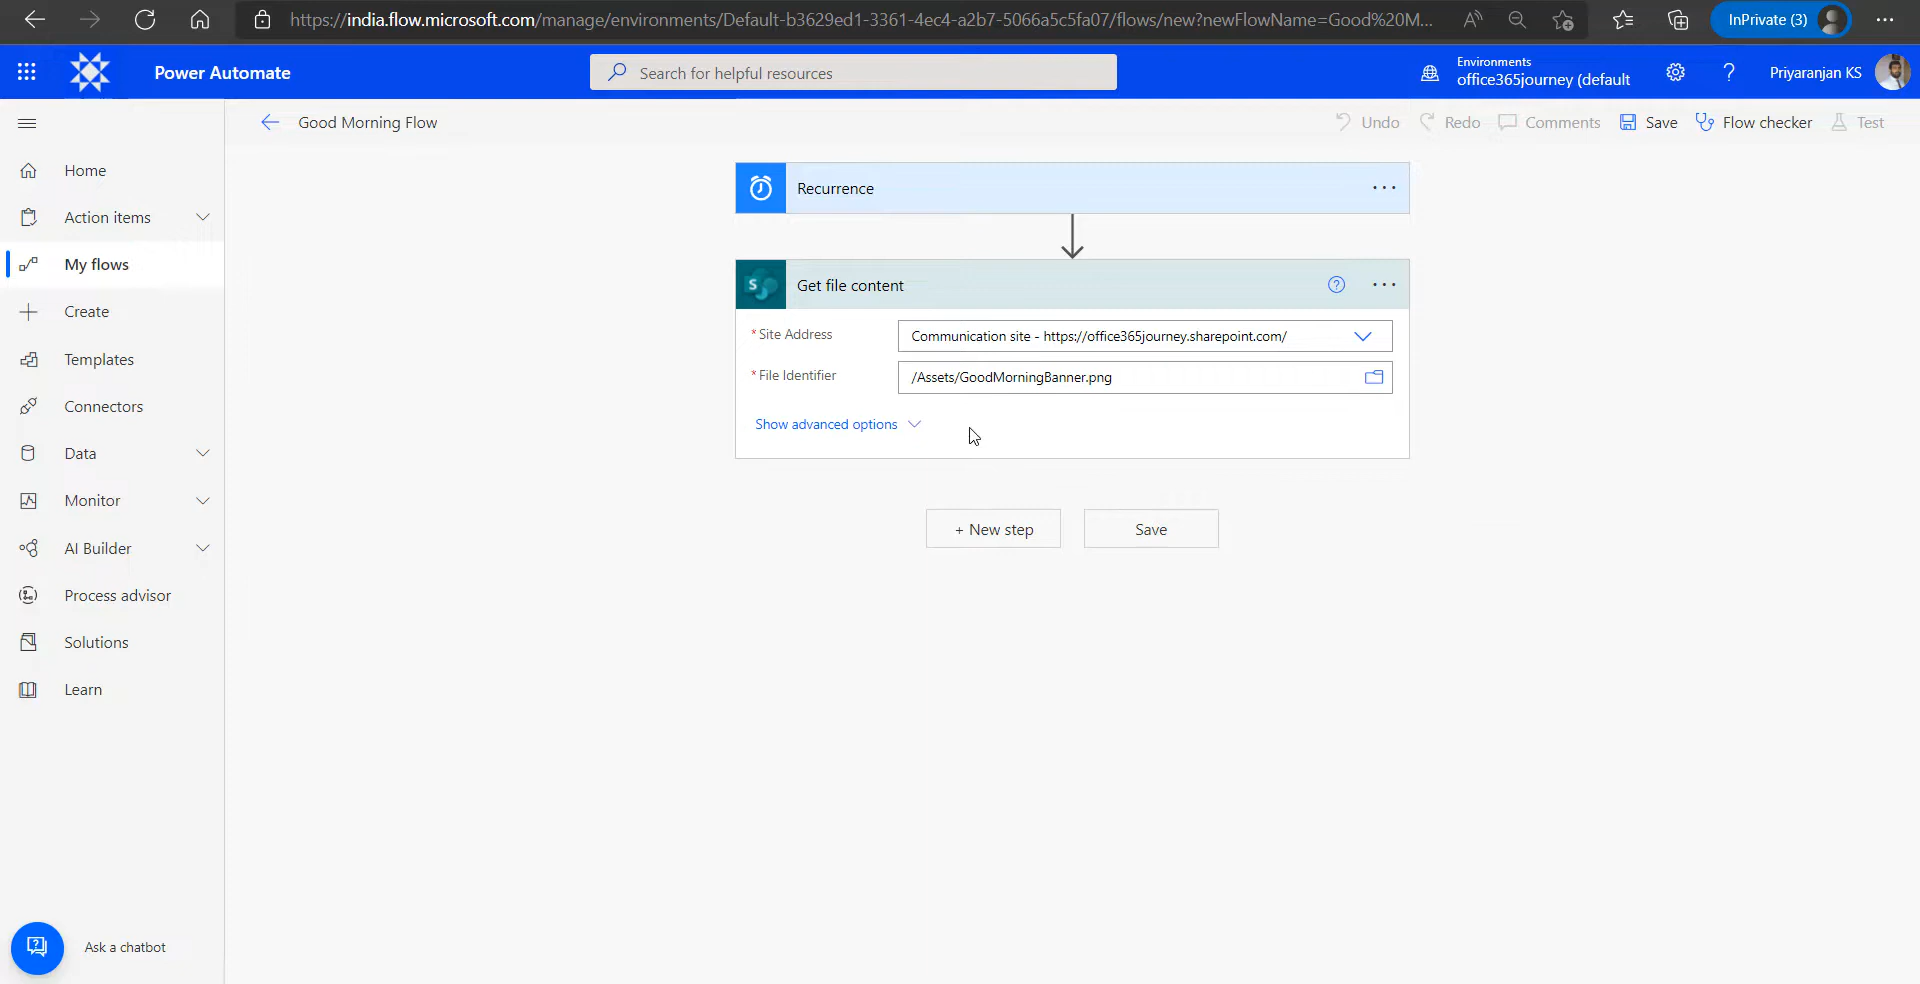 https://india.flow.microsoft.com/manage/environments/Default-b3629ed1-3361-4ec4-a2b7-5066a5c5fa07/flows/new?newFlowName=Good%20M...
InPrivate (3)
Power Automate
Search for helpful resources
Environments
office365journey (default
?
Priyaranjan KS
Good Morning Flow
Undo
Redo
Comments
Save
Flow checker
Test
Home
Action items
My flows
Create
Templates
Connectors
Data
Monitor
AI Builder
Process advisor
Solutions
Learn
Ask a chatbot
Recurrence
Get file content
* Site Address
Communication site - https://office365journey.sharepoint.com/
* File Identifier
/Assets/GoodMorningBanner.png
Show advanced options
+ New step
Save